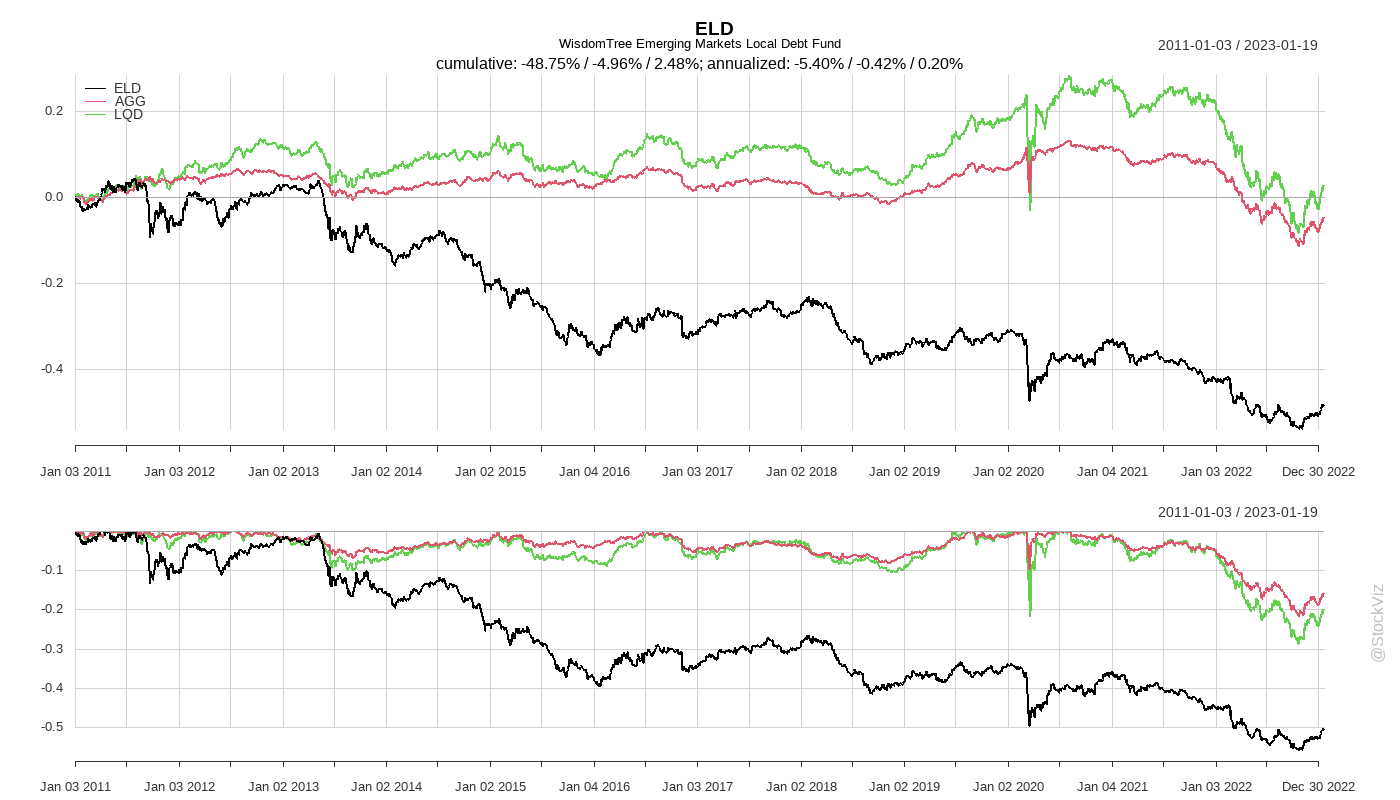 ELD
WisdomTree Emerging Markets Local Debt Fund
2011-01-03 / 2023-01-19
cumulative: -48.75% / -4.96% / 2.48%; annualized: -5.40% / -0.42% / 0.20%
ELD
AGG
LQD
0.2
0.0
-0.2
-0.4
Jan 03 2011 Jan 03 2012 Jan 02 2013 Jan 02 2014 Jan 02 2015 Jan 04 2016 Jan 03 2017 Jan 02 2018 Jan 02 2019 Jan 02 2020 Jan 04 2021 Jan 03 2022 Dec 30 2022
2011-01-03 / 2023-01-19
-0.1
-0.2
-0.3
-0.4
-0.5
Jan 03 2011 Jan 03 2012 Jan 02 2013 Jan 02 2014 Jan 02 2015 Jan 04 2016 Jan 03 2017 Jan 02 2018 Jan 02 2019 Jan 02 2020 Jan 04 2021 Jan 03 2022 Dec 30 2022
@StockViz